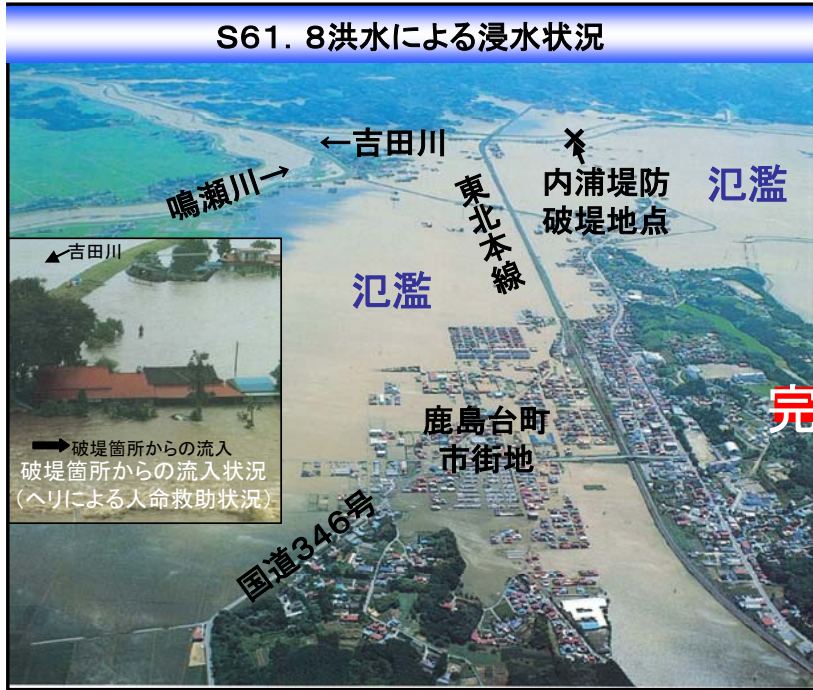 S61．8洪水による浸水状況
←吉田川
鳴瀬川→
東北本線
内浦堤防
破堤地点
氾濫
氾濫
吉田川
破堤箇所からの流入
破堤箇所からの流入状況
（ヘリによる人命救助状況）
鹿島台町
市街地
国道346号
完